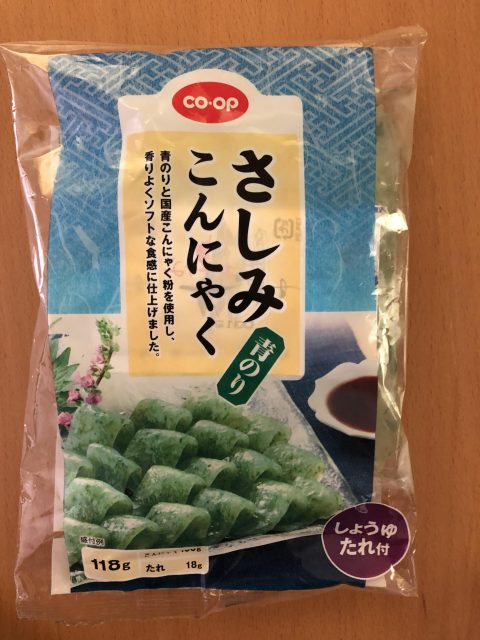 co·op
さしみ
こんにゃく
青のりと国産こんにゃく粉を使用し、
香りよくソフトな食感に仕上げました。
青のり
しょうゆ
たれ付
盛付例
118g
たれ 18g